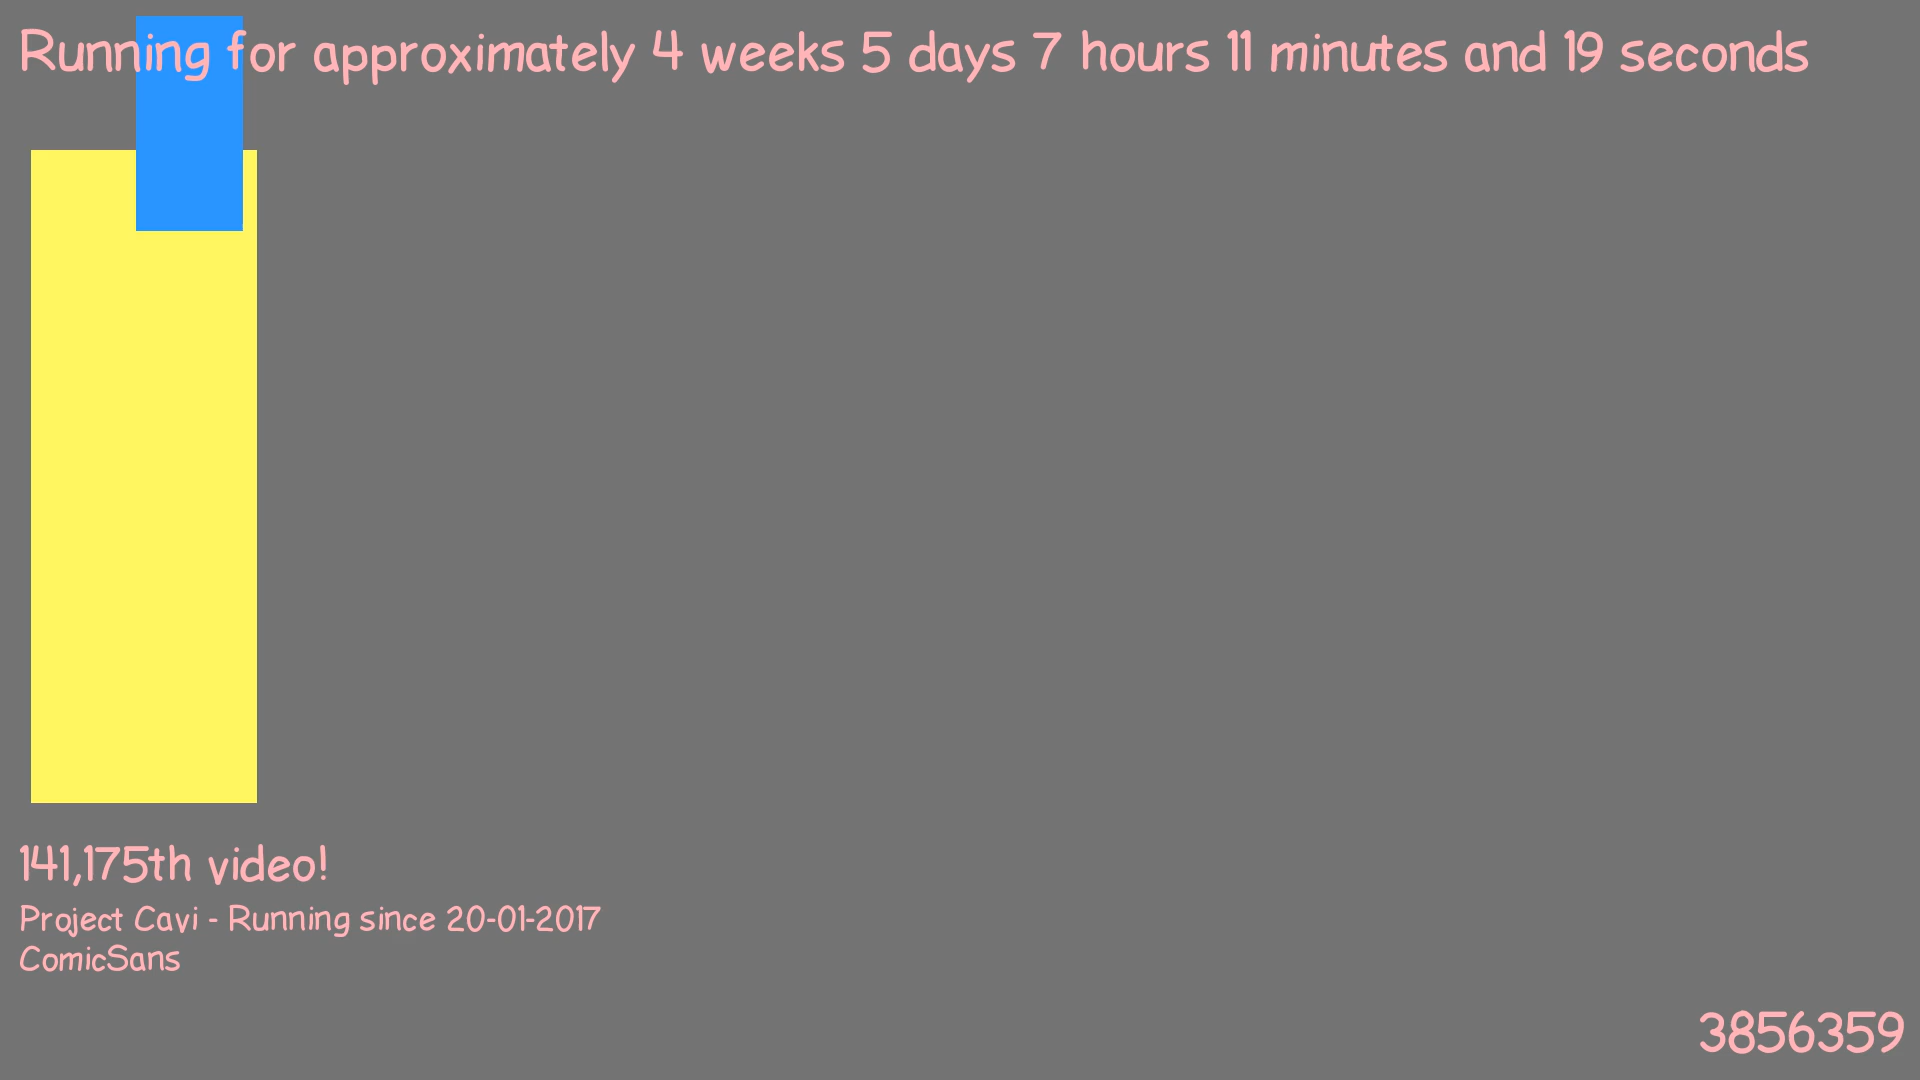 Running for approximately 4 weeks 5 days 7 hours 11 minutes and 19 seconds
141,175th video!
Project Cavi - Running since 20-01-2017
ComicSans
3856359